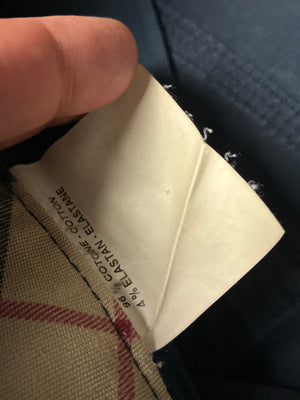 96 % COTONE - COTTON
4 % ELASTAN - ELASTANE